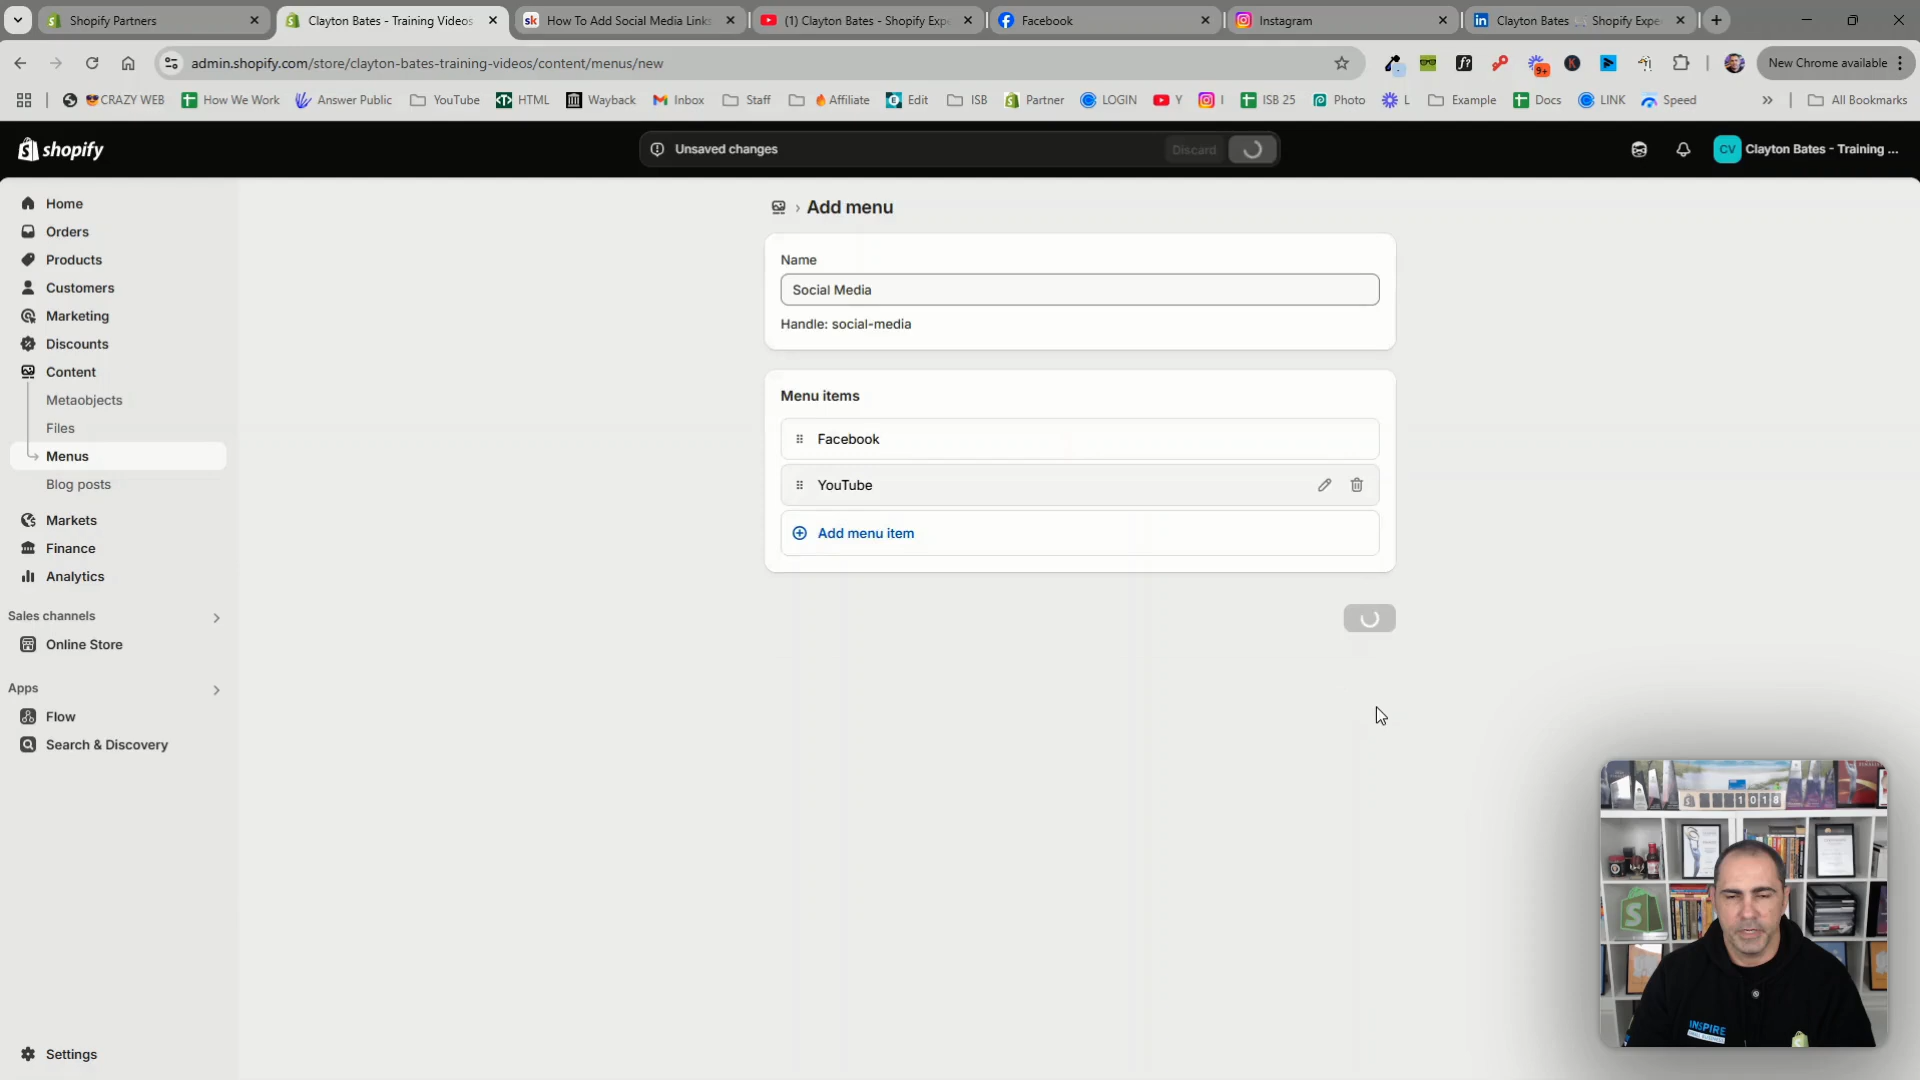 Shopify Partners
Clayton Bates - Training Videos
sk How To Add Social Media Links
(1) Clayton Bates - Shopify Exp
Facebook
Instagram
Clayton Bates Shopify Expe
admin.shopify.com/store/clayton-bates-training-videos/content/menus/new
9+
New Chrome available
CRAZY WEB
How We Work
Answer Public
YouTube
HTML
Wayback
Inbox
Staff
Affiliate
Edit
ISB
Partner
LOGIN
Y
I
ISB 25
Photo
L
Example
Docs
LINK
Speed
All Bookmarks
shopify
Unsaved changes
Discard
CV Clayton Bates - Training ...
Home
Orders
Products
Customers
Marketing
Discounts
Content
Metaobjects
Files
Menus
Blog posts
Markets
Finance
Analytics
Sales channels
Online Store
Apps
Flow
Search & Discovery
Settings
Add menu
Name
Social Media
Handle: social-media
Menu items
Facebook
YouTube
Add menu item
1018
INSPIRE